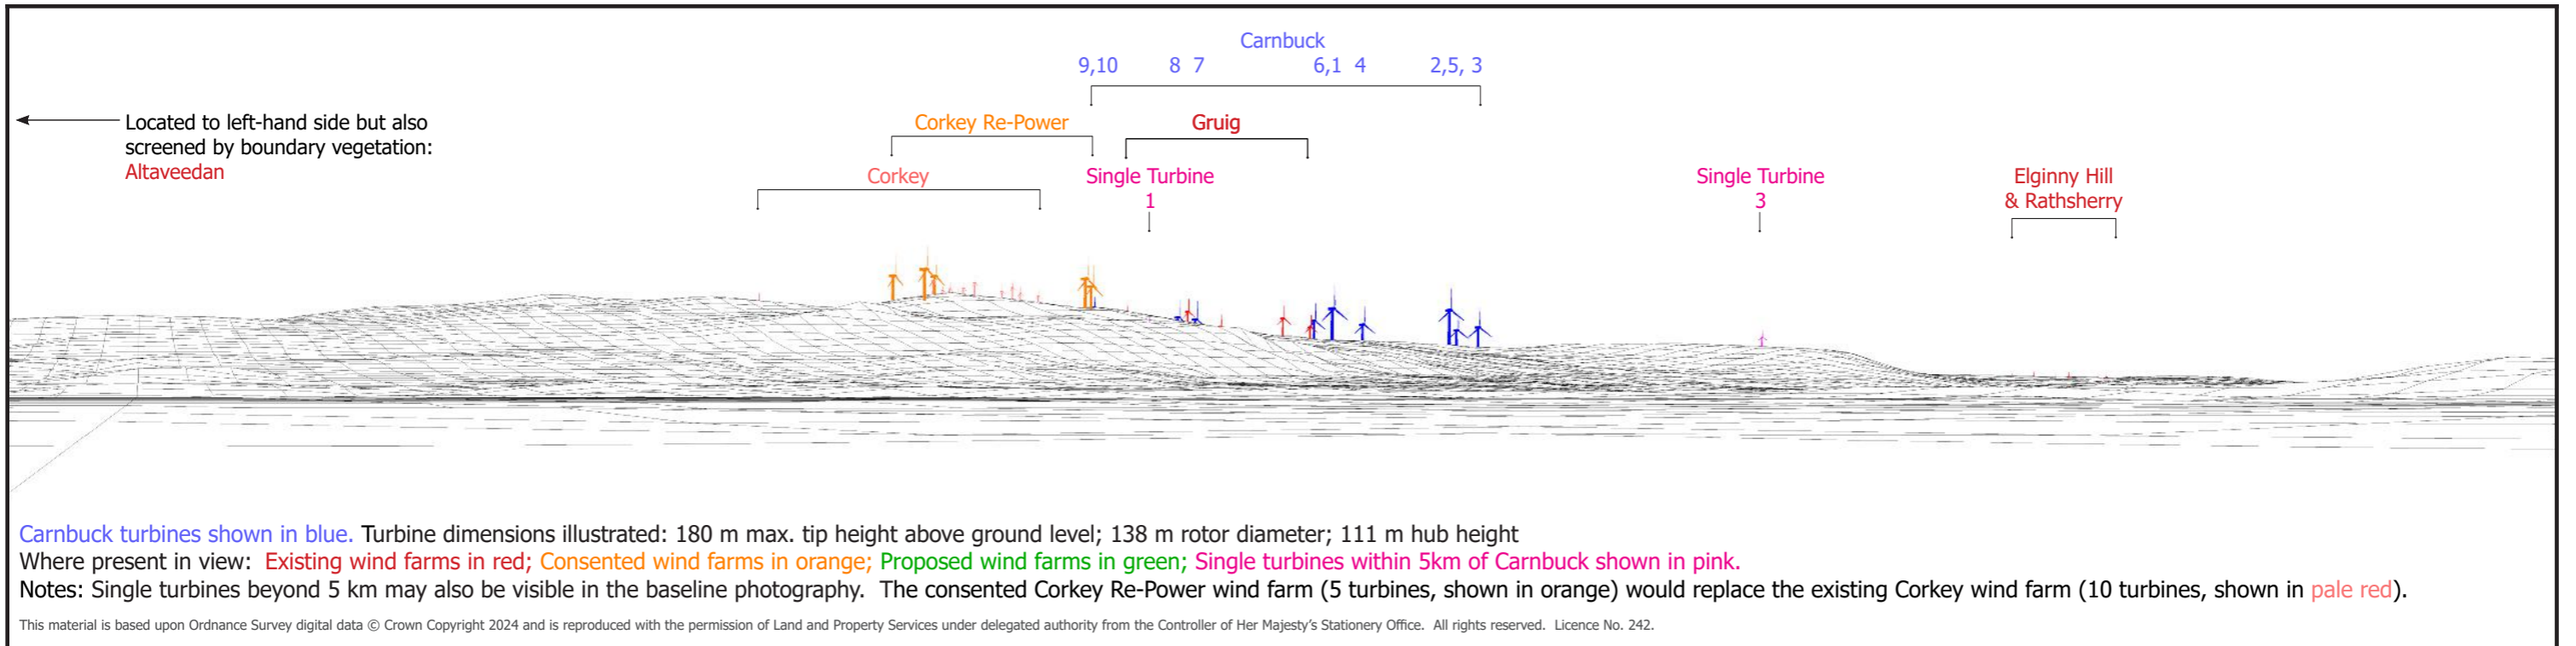 Carnbuck
9,10 8 7 6,1 4 2,5, 3
Located to left-hand side but also
screened by boundary vegetation:
Altaveedan
Corkey Re-Power
Gruig
Corkey
Single Turbine
1
Single Turbine
3
Elginny Hill
& Rathsherry
Carnbuck turbines shown in blue. Turbine dimensions illustrated: 180 m max. tip height above ground level; 138 m rotor diameter; 111 m hub height
Where present in view: Existing wind farms in red; Consented wind farms in orange; Proposed wind farms in green; Single turbines within 5km of Carnbuck shown in pink.
Notes: Single turbines beyond 5 km may also be visible in the baseline photography. The consented Corkey Re-Power wind farm (5 turbines, shown in orange) would replace the existing Corkey wind farm (10 turbines, shown in pale red).
This material is based upon Ordnance Survey digital data © Crown Copyright 2024 and is reproduced with the permission of Land and Property Services under delegated authority from the Controller of Her Majesty's Stationery Office. All rights reserved. Licence No. 242.